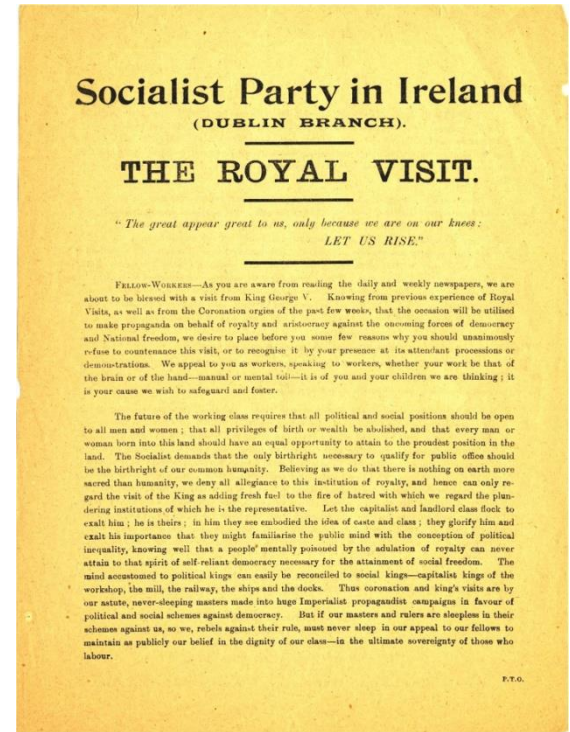 Socialist Party in Ireland
(DUBLIN BRANCH).
THE ROYAL VISIT.
" The great appear great to us, only because we are on our knees :
LET US RISE."
FELLOW-WORKERS—As you are aware from reading the daily and weekly newspapers, we are
about to be blessed with a visit from King George V. Knowing from previous experience of Royal
Visits, as well as from the Coronation orgies of the past few weeks, that the occasion will be utilised
to make propaganda on behalf of royalty and aristocracy against the oncoming forces of democracy
and National freedom, we desire to place before you some few reasons why you should unanimously
refuse to countenance this visit, or to recognise it by your presence at its attendant processions or
demonstrations. We appeal to you as workers, speaking to workers, whether your work be that of
the brain or of the hand—manual or mental toil—it is of you and your children we are thinking ; it
is your cause we wish to safeguard and foster.
The future of the working class requires that all political and social positions should be open
to all men and women ; that all privileges of birth or wealth be abolished, and that every man or
woman born into this land should have an equal opportunity to attain to the proudest position in the
land. The Socialist demands that the only birthright necessary to qualify for public office should
be the birthright of our common humanity. Believing as we do that there is nothing on earth more
sacred than humanity, we deny all allegiance to this institution of royalty, and hence can only re-
gard the visit of the King as adding fresh fuel to the fire of hatred with which we regard the plun-
dering institutions of which he is the representative. Let the capitalist and landlord class flock to
exalt him ; he is theirs ; in him they see embodied the idea of caste and class ; they glorify him and
exalt his importance that they might familiarise the public mind with the conception of political
inequality, knowing well that a people mentally poisoned by the adulation of royalty can never
attain to that spirit of self-reliant democracy necessary for the attainment of social freedom. The
mind accustomed to political kings can easily be reconciled to social kings—capitalist kings of the
workshop, the mill, the railway, the ships and the docks. Thus coronation and king's visits are by
our astute, never-sleeping masters made into huge Imperialist propagandist campaigns in favour of
political and social schemes against democracy. But if our masters and rulers are sleepless in their
schemes against us, so we, rebels against their rule, must never sleep in our appeal to our fellows to
maintain as publicly our belief in the dignity of our class—in the ultimate sovereignty of those who
labour.
P.T.O.